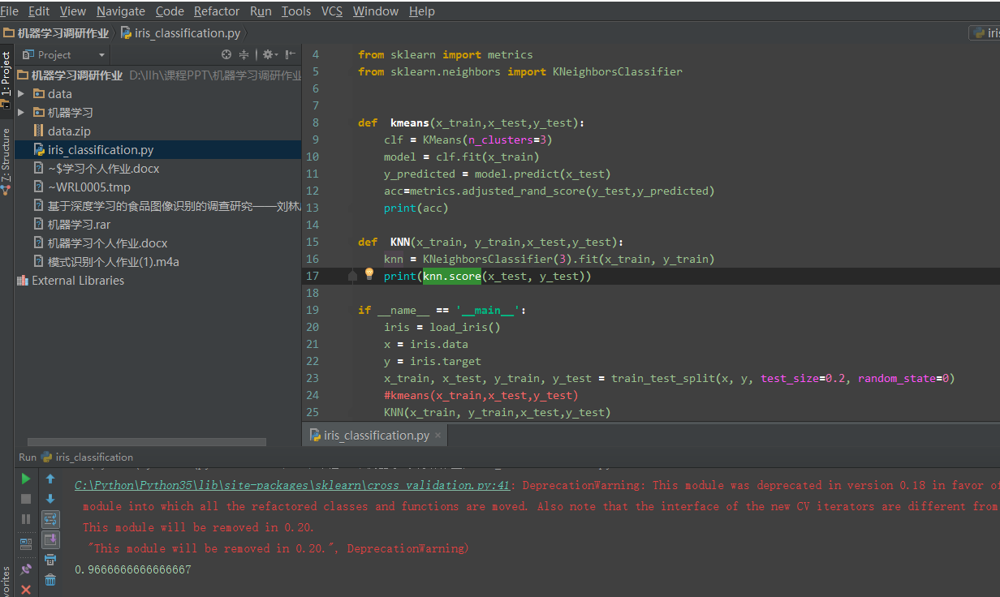 File Edit View Navigate Code Refactor Run Tools VCS Window Help
机器学习调研作业 iris_classification.py
Project
1: Project
7: Structure
机器学习调研作业 D:\llh\课程PPT\机器学习调研作业
data
机器学习
data.zip
iris_classification.py
~$学习个人作业.docx
~WRL0005.tmp
基于深度学习的食品图像识别的调查研究——刘林
机器学习.rar
机器学习个人作业.docx
模式识别个人作业(1).m4a
External Libraries
4 from sklearn import metrics
5 from sklearn.neighbors import KNeighborsClassifier
6
7
8 def kmeans(x_train,x_test,y_test):
9 clf = KMeans(n_clusters=3)
10 model = clf.fit(x_train)
11 y_predicted = model.predict(x_test)
12 acc=metrics.adjusted_rand_score(y_test,y_predicted)
13 print(acc)
14
15 def KNN(x_train, y_train,x_test,y_test):
16 knn = KNeighborsClassifier(3).fit(x_train, y_train)
17 print(knn.score(x_test, y_test))
18
19 if __name__ == '__main__':
20 iris = load_iris()
21 x = iris.data
22 y = iris.target
23 x_train, x_test, y_train, y_test = train_test_split(x, y, test_size=0.2, random_state=0)
24 #kmeans(x_train,x_test,y_test)
25 KNN(x_train, y_train,x_test,y_test)
iris_classification.py
Run iris_classification
C:\Python\Python35\lib\site-packages\sklearn\cross_validation.py:41: DeprecationWarning: This module was deprecated in version 0.18 in favor of
module into which all the refactored classes and functions are moved. Also note that the interface of the new CV iterators are different from
This module will be removed in 0.20.
"This module will be removed in 0.20.", DeprecationWarning)
0.9666666666666667